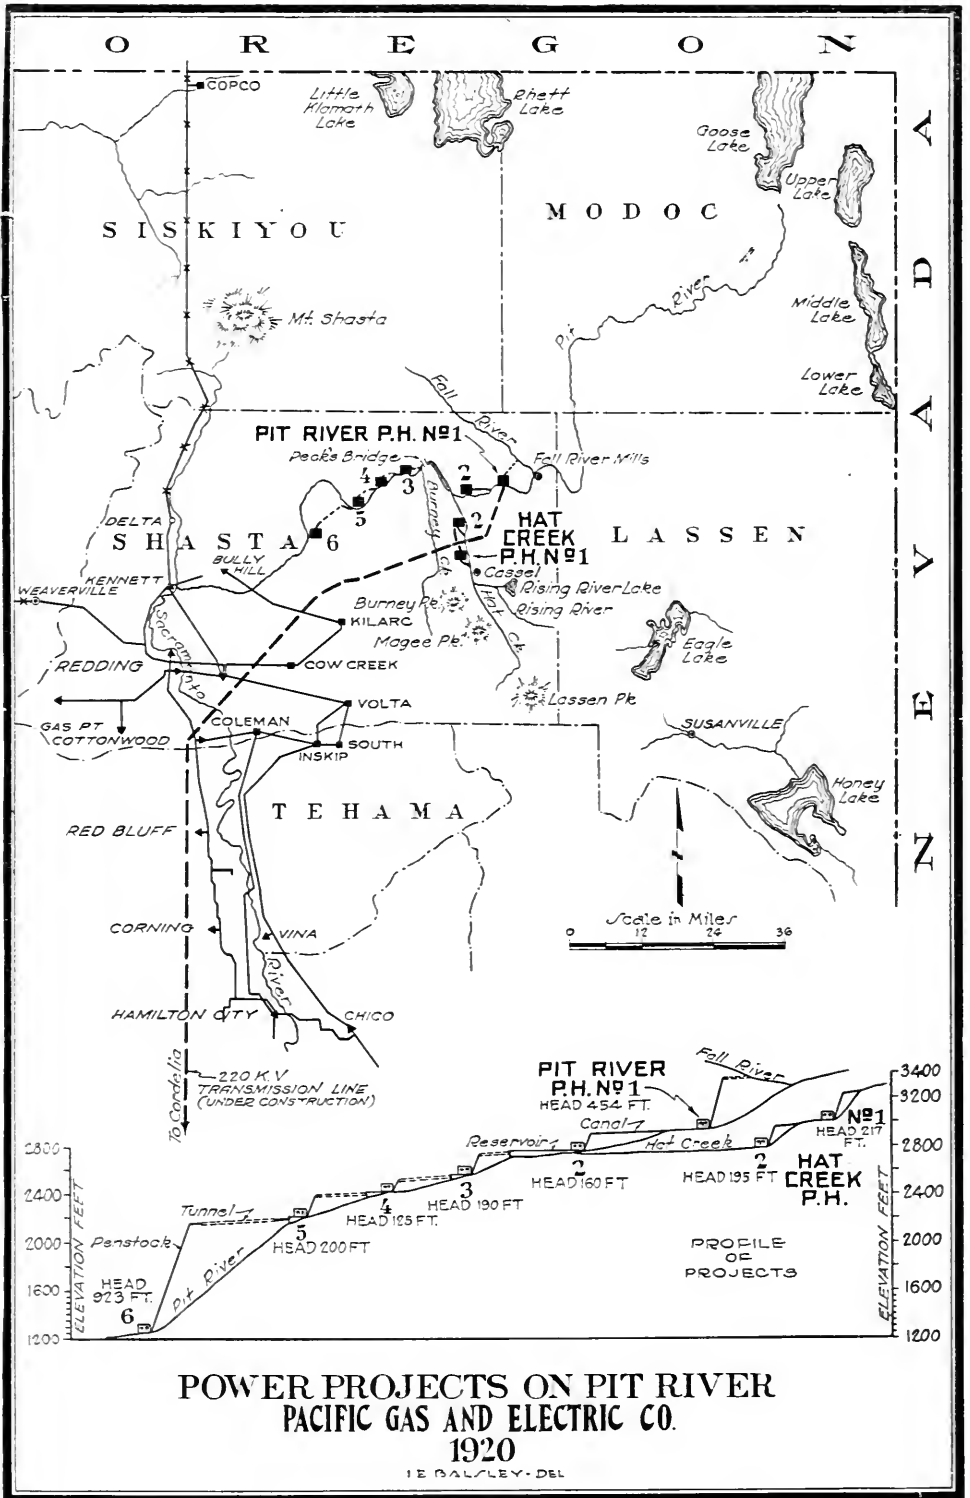 OREGON
NEVADA
COPCO
Little
Klamath
Lake
Rhett
Lake
Goose
Lake
Upper
Lake
MODOC
SISKIYOU
Pit River
Middle
Lake
Mt. Shasta
Lower
Lake
Fall River
PIT RIVER P.H. Nº1
Peck's Bridge
Fall River Mills
4
3
2
5
6
Burney Ck
2
HAT
CREEK
P.H. Nº1
DELTA
SHASTA
LASSEN
BULLY
HILL
KENNETT
WEAVERVILLE
Cassel
Rising River Lake
Rising River
Burney Pk.
Hat Ck.
KILARC
Magee Pk.
Eagle
Lake
Sacramento
REDDING
COW CREEK
Lassen Pk
VOLTA
GAS PT.
COLEMAN
COTTONWOOD
SUSANVILLE
SOUTH
INSKIP
Honey
Lake
TEHAMA
RED BLUFF
Scale in Miles
0 12 24 36
CORNING
VINA
River
HAMILTON CITY
CHICO
To Cordelia
220 K.V
TRANSMISSION LINE
(UNDER CONSTRUCTION)
Fall River
PIT RIVER
P.H. Nº1
HEAD 454 FT.
Canal
Reservoir
Hat Creek
Nº1
HEAD 217
FT.
2
HEAD 195 FT
HAT
CREEK
P.H.
2
HEAD 160 FT
3
HEAD 190 FT
4
HEAD 125 FT.
5
HEAD 200 FT
Tunnel
Penstock
Pit River
HEAD
923 FT.
6
2800
2400
2000
1600
1200
ELEVATION FEET
3400
3200
2800
2400
2000
1600
1200
ELEVATION FEET
PROFILE
OF
PROJECTS
POWER PROJECTS ON PIT RIVER
PACIFIC GAS AND ELECTRIC CO.
1920
I E BALSLEY-DEL